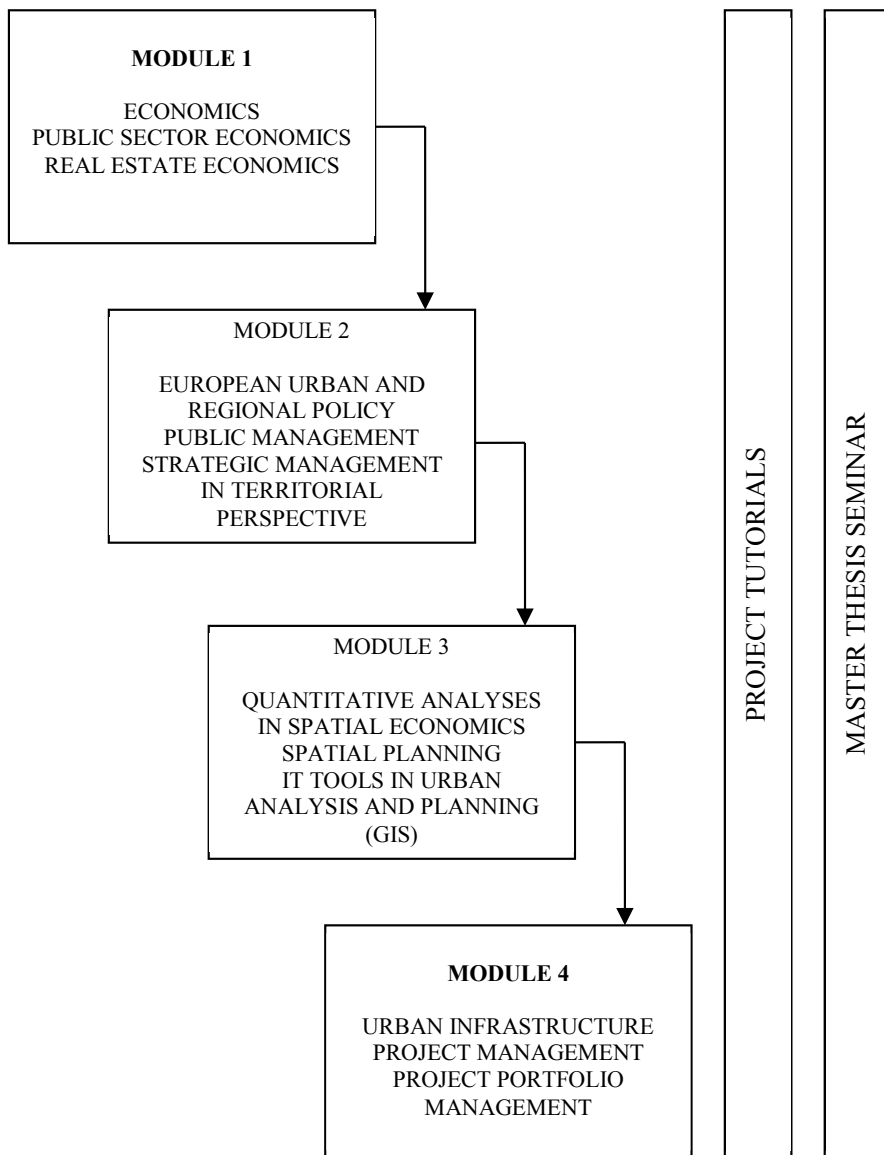 MODULE 1
ECONOMICS
PUBLIC SECTOR ECONOMICS
REAL ESTATE ECONOMICS
MODULE 2
EUROPEAN URBAN AND
REGIONAL POLICY
PUBLIC MANAGEMENT
STRATEGIC MANAGEMENT
IN TERRITORIAL
PERSPECTIVE
MODULE 3
QUANTITATIVE ANALYSES
IN SPATIAL ECONOMICS
SPATIAL PLANNING
IT TOOLS IN URBAN
ANALYSIS AND PLANNING
(GIS)
MODULE 4
URBAN INFRASTRUCTURE
PROJECT MANAGEMENT
PROJECT PORTFOLIO
MANAGEMENT
PROJECT TUTORIALS
MASTER THESIS SEMINAR